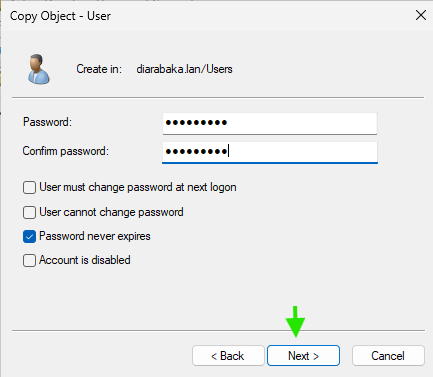 Copy Object - User
Create in: diarabaka.lan/Users
Password: ●●●●●●●●●
Confirm password: ●●●●●●●●●
User must change password at next logon
User cannot change password
Password never expires
Account is disabled
< Back Next > Cancel